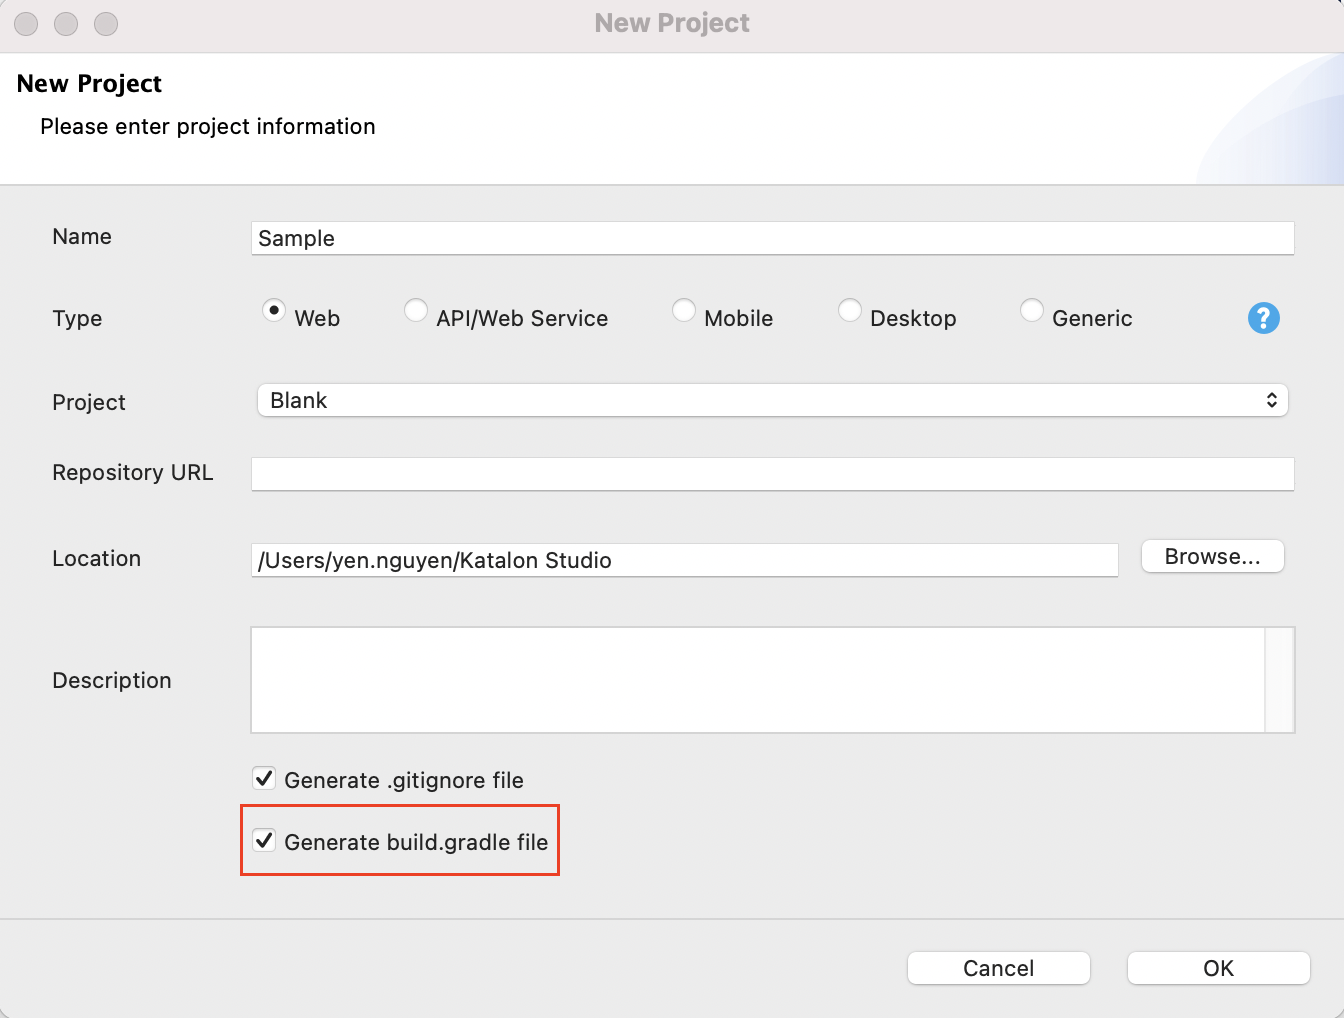 New Project
New Project
Please enter project information
Name Sample
Type Web API/Web Service Mobile Desktop Generic ?
Project Blank
Repository URL
Location /Users/yen.nguyen/Katalon Studio Browse...
Description
Generate .gitignore file
Generate build.gradle file
Cancel OK